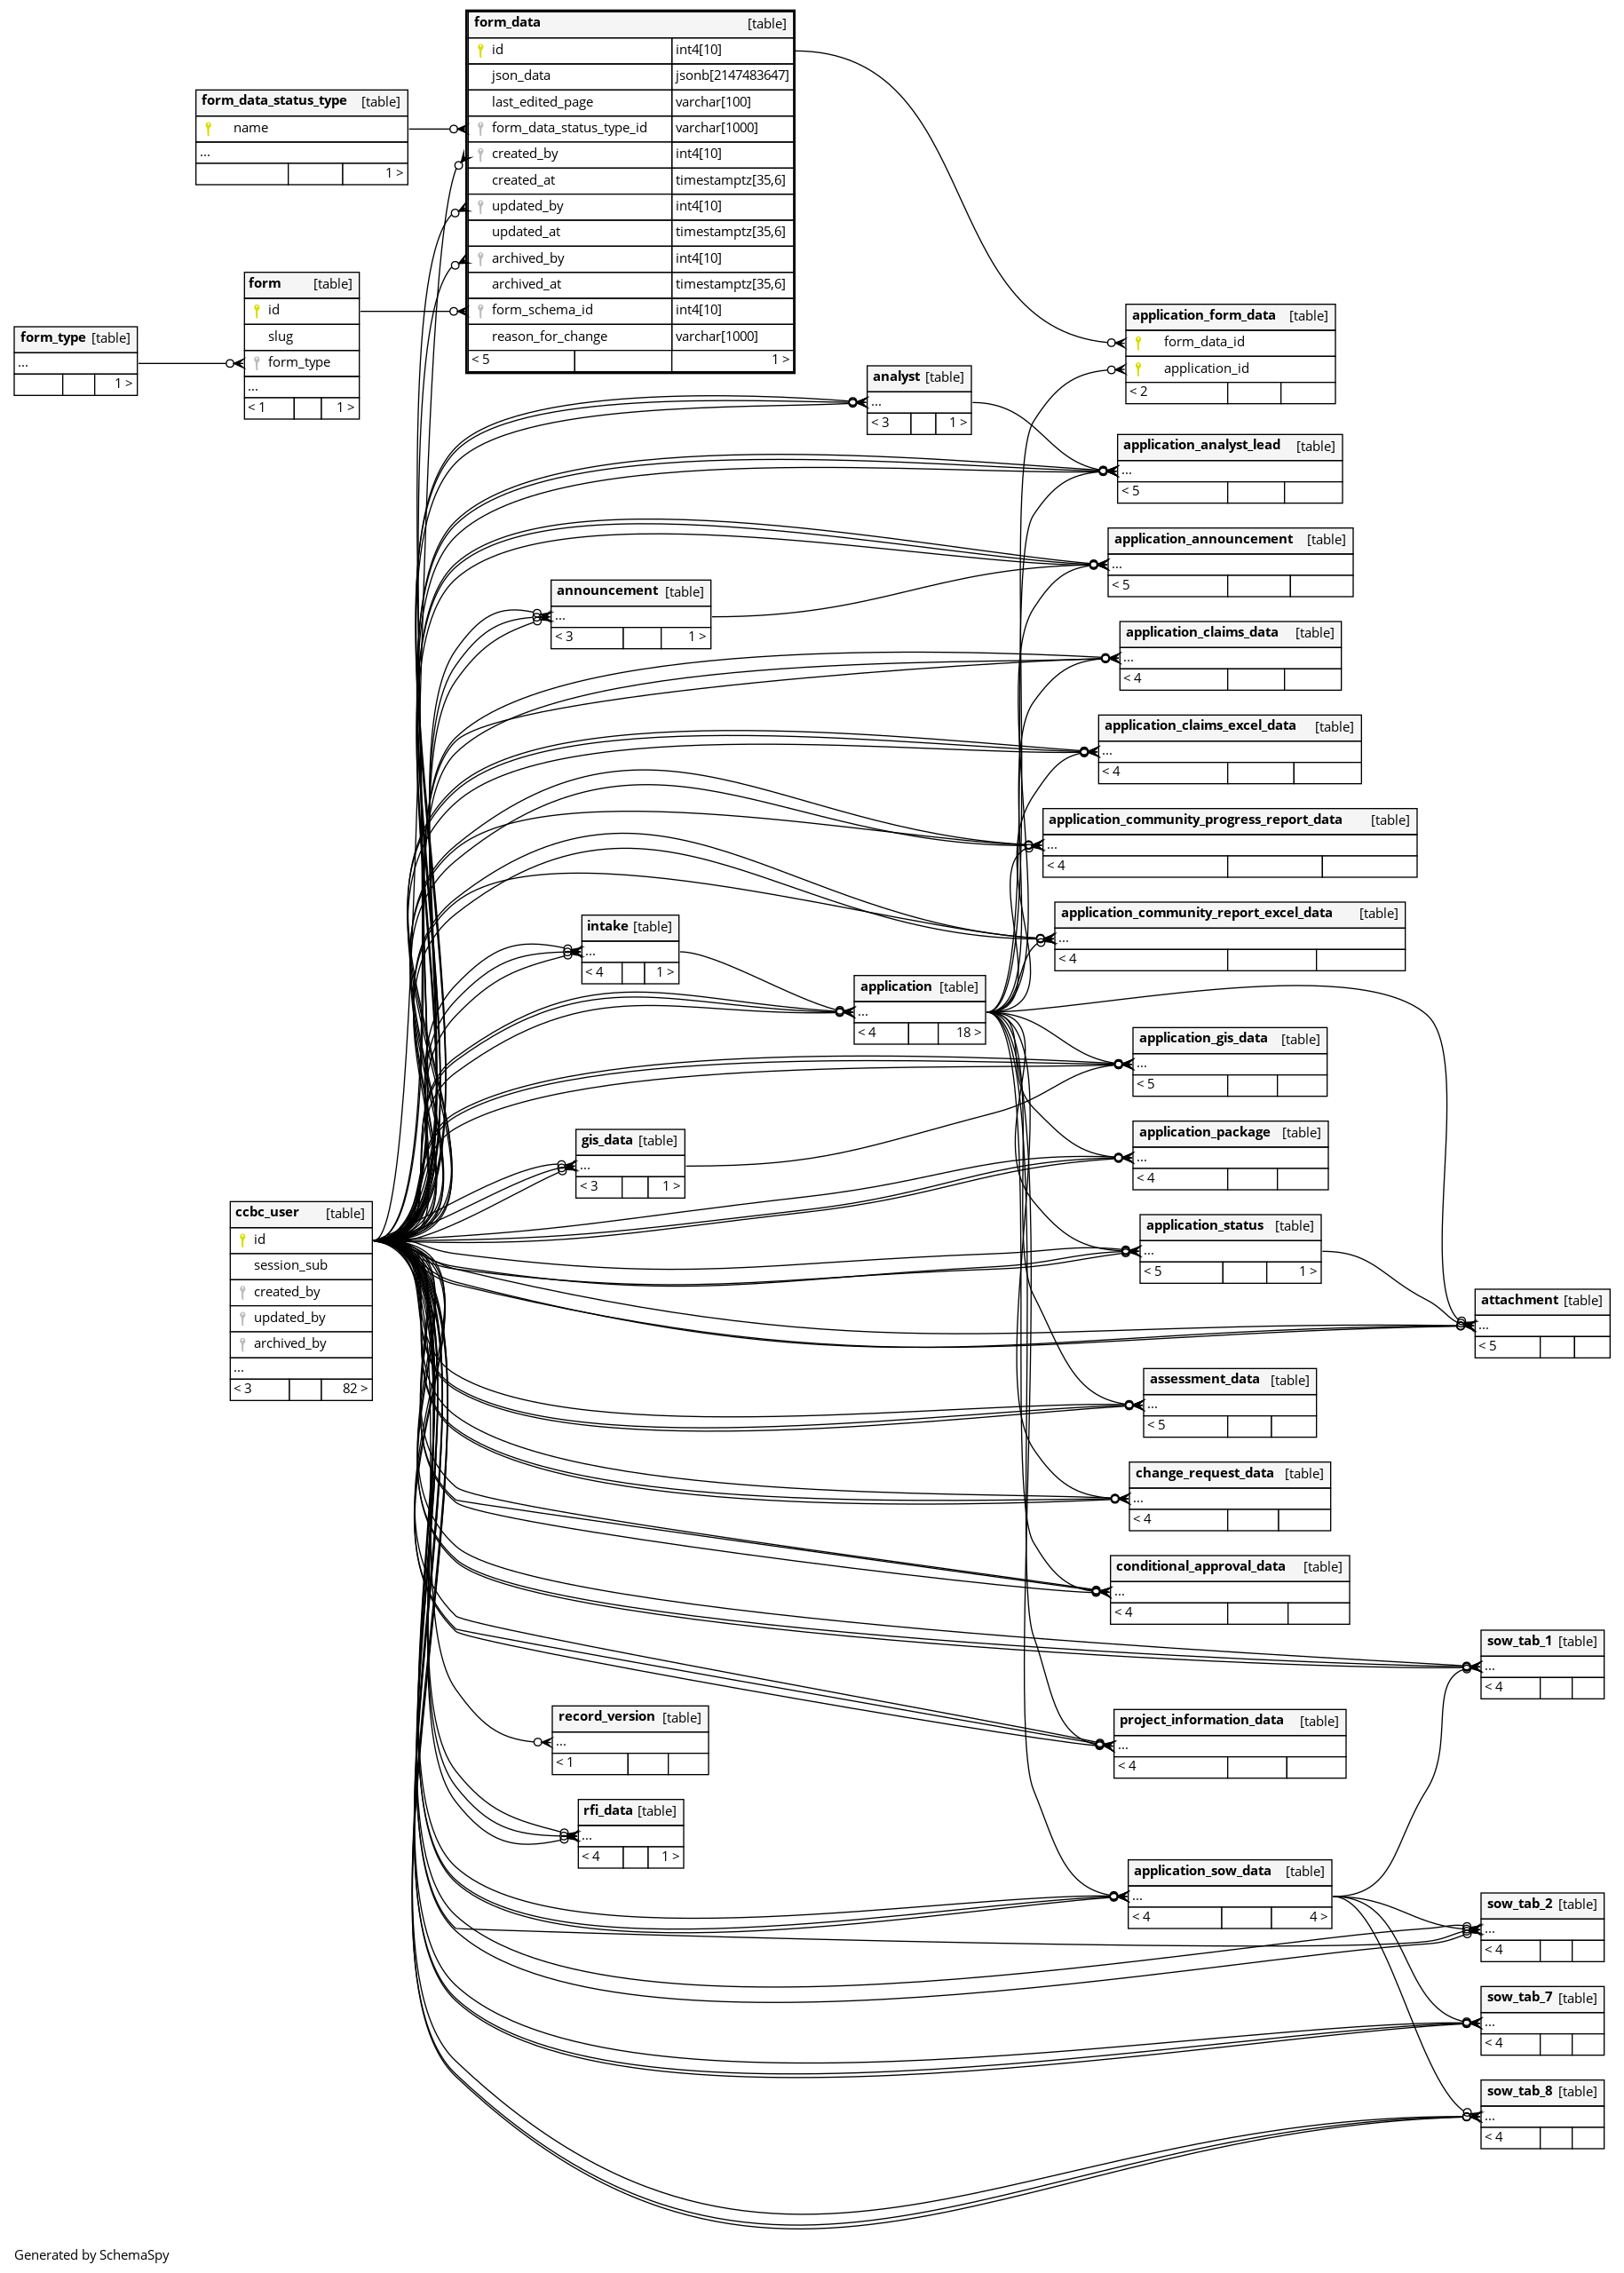 form_data [table]
id int4[10]
json_data jsonb[2147483647]
last_edited_page varchar[100]
form_data_status_type_id varchar[1000]
created_by int4[10]
created_at timestamptz[35,6]
updated_by int4[10]
updated_at timestamptz[35,6]
archived_by int4[10]
archived_at timestamptz[35,6]
form_schema_id int4[10]
reason_for_change varchar[1000]
< 5 1 >
form_data_status_type [table]
name
...
1 >
form [table]
id
slug
form_type
...
< 1 1 >
form_type [table]
...
1 >
application_form_data [table]
form_data_id
application_id
< 2
analyst [table]
...
< 3 1 >
application_analyst_lead [table]
...
< 5
application_announcement [table]
...
< 5
announcement [table]
...
< 3 1 >
application_claims_data [table]
...
< 4
application_claims_excel_data [table]
...
< 4
application_community_progress_report_data [table]
...
< 4
application_community_report_excel_data [table]
...
< 4
intake [table]
...
< 4 1 >
application [table]
...
< 4 18 >
application_gis_data [table]
...
< 5
gis_data [table]
...
< 3 1 >
application_package [table]
...
< 4
ccbc_user [table]
id
session_sub
created_by
updated_by
archived_by
...
< 3 82 >
application_status [table]
...
< 5 1 >
attachment [table]
...
< 5
assessment_data [table]
...
< 5
change_request_data [table]
...
< 4
conditional_approval_data [table]
...
< 4
sow_tab_1 [table]
...
< 4
record_version [table]
...
< 1
project_information_data [table]
...
< 4
rfi_data [table]
...
< 4 1 >
application_sow_data [table]
...
< 4 4 >
sow_tab_2 [table]
...
< 4
sow_tab_7 [table]
...
< 4
sow_tab_8 [table]
...
< 4
Generated by SchemaSpy